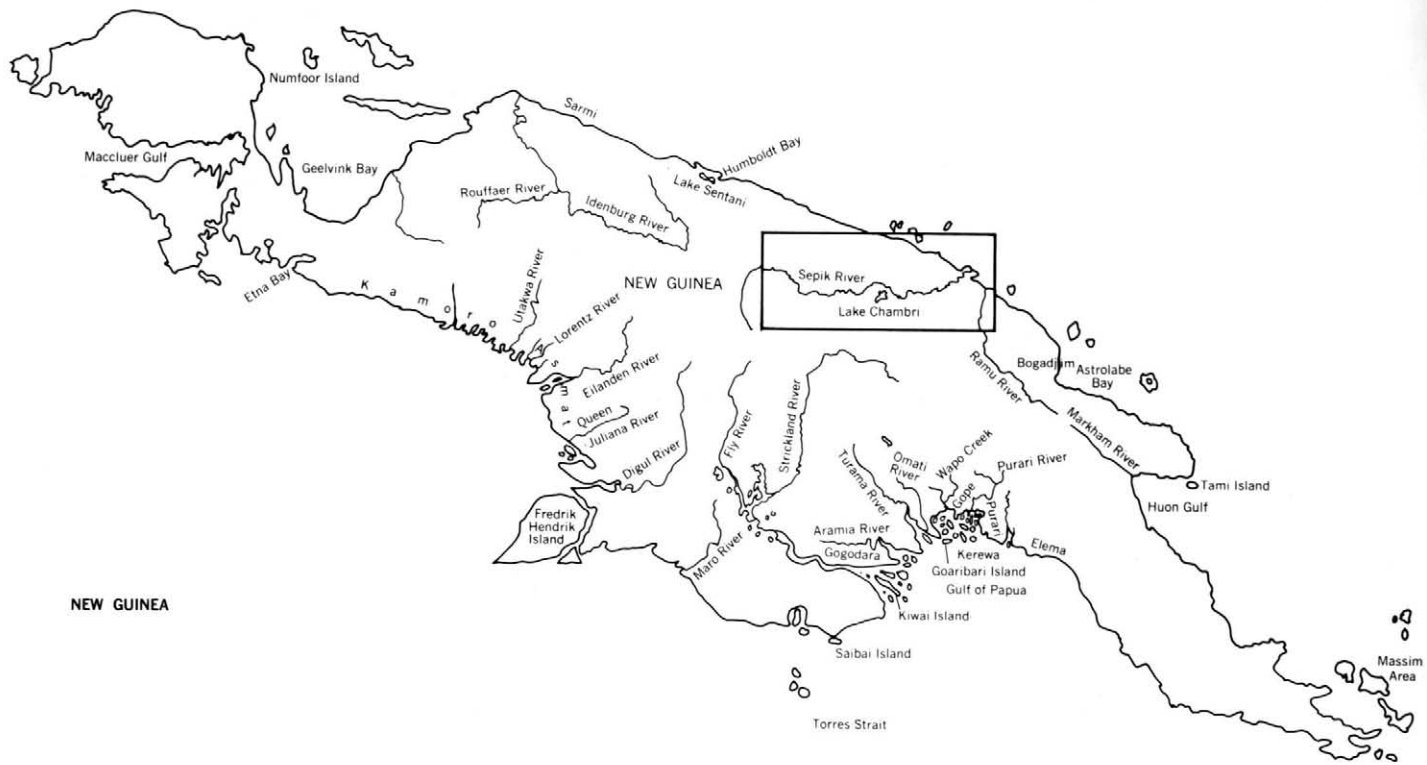 Numfoor Island
Sarmi
Maccluer Gulf
Geelvink Bay
Humboldt Bay
Lake Sentani
Rouffaer River
Idenburg River
Etna Bay
Kamoro
Utakwa River
Lorentz River
NEW GUINEA
Sepik River
Lake Chambri
Asmat
Eilanden River
Queen
Juliana River
Digul River
Fly River
Strickland River
Ramu River
Bogadjim
Astrolabe
Bay
Markham River
Turama River
Omati
River
Wapo Creek
Gope
Purari River
Purari
Tami Island
Huon Gulf
Fredrik
Hendrik
Island
Maro River
Aramia River
Gogodara
Kerewa
Elema
Goaribari Island
Gulf of Papua
NEW GUINEA
Kiwai Island
Saibai Island
Massim
Area
Torres Strait